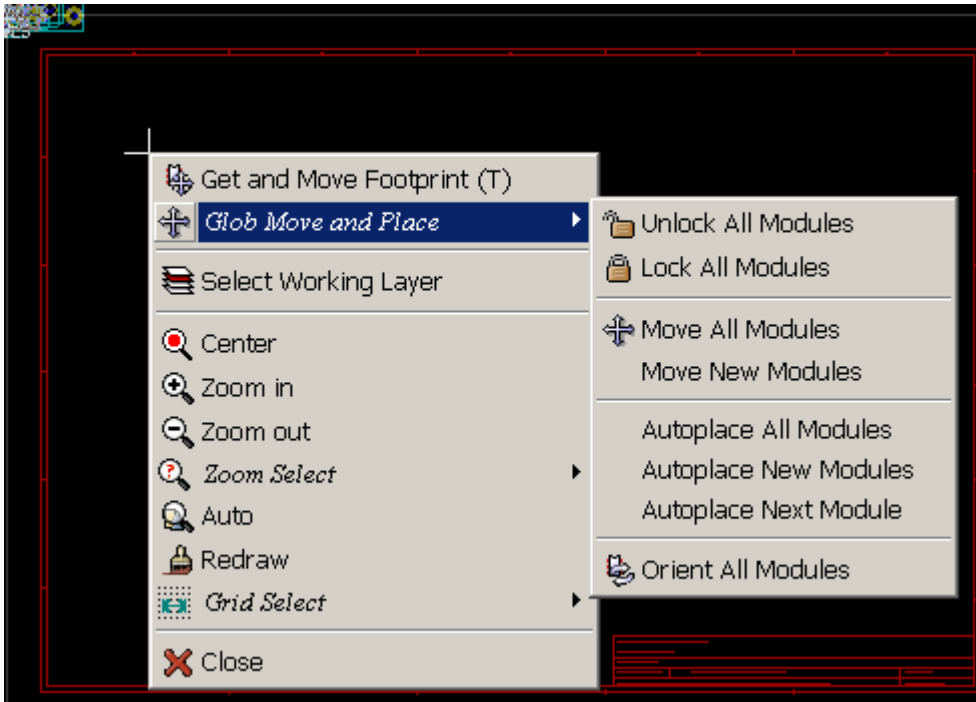 Get and Move Footprint (T)
Glob Move and Place
Select Working Layer
Center
Zoom in
Zoom out
Zoom Select
Auto
Redraw
Grid Select
Close
Unlock All Modules
Lock All Modules
Move All Modules
Move New Modules
Autoplace All Modules
Autoplace New Modules
Autoplace Next Module
Orient All Modules